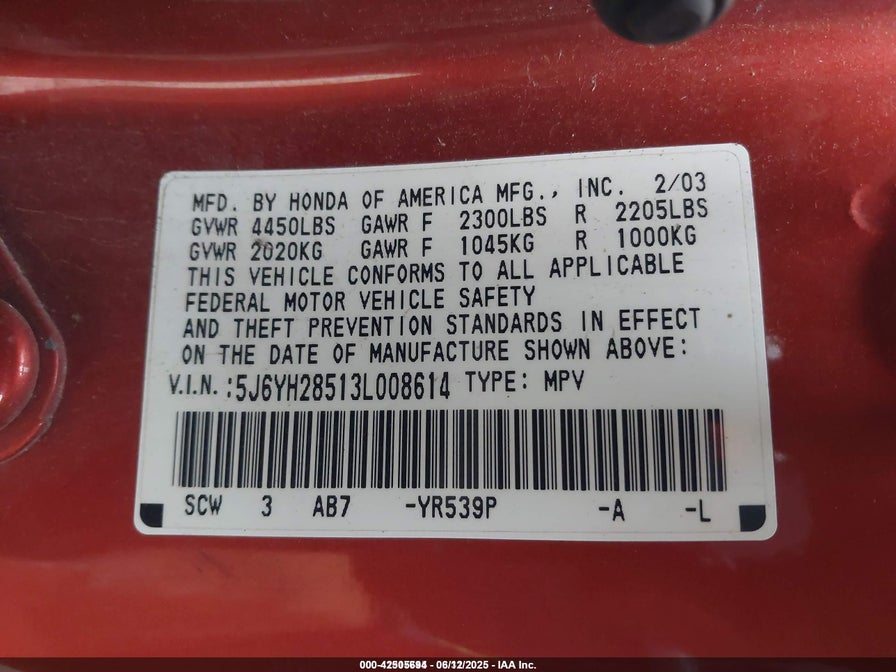 MFD. BY HONDA OF AMERICA MFG., INC. 2/03
GVWR 4450LBS GAWR F 2300LBS R 2205LBS
GVWR 2020KG GAWR F 1045KG R 1000KG
THIS VEHICLE CONFORMS TO ALL APPLICABLE
FEDERAL MOTOR VEHICLE SAFETY
AND THEFT PREVENTION STANDARDS IN EFFECT
ON THE DATE OF MANUFACTURE SHOWN ABOVE:
V.I.N.:5J6YH28513L008614 TYPE: MPV
SCW 3 AB7 -YR539P -A -L
- 06/12/2025 - IAA Inc.